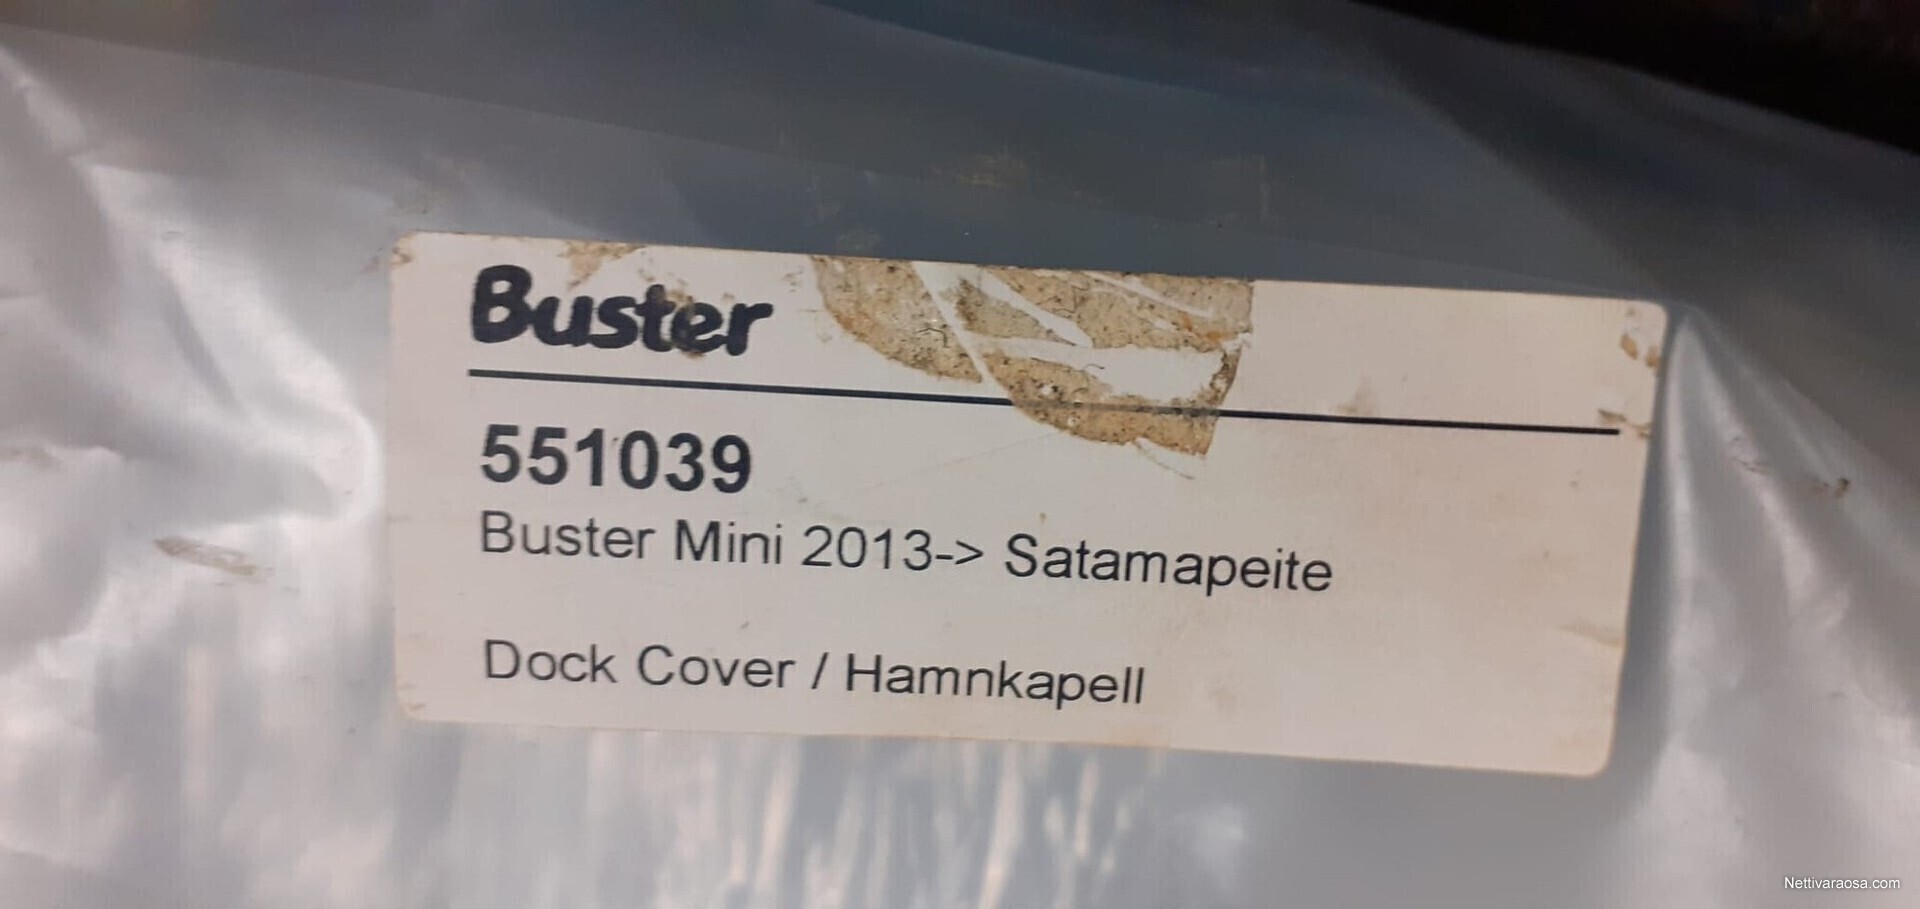 Buster
551039
Buster Mini 2013-> Satamapeite
Dock Cover / Hamnkapell
Nettivaraosa.com